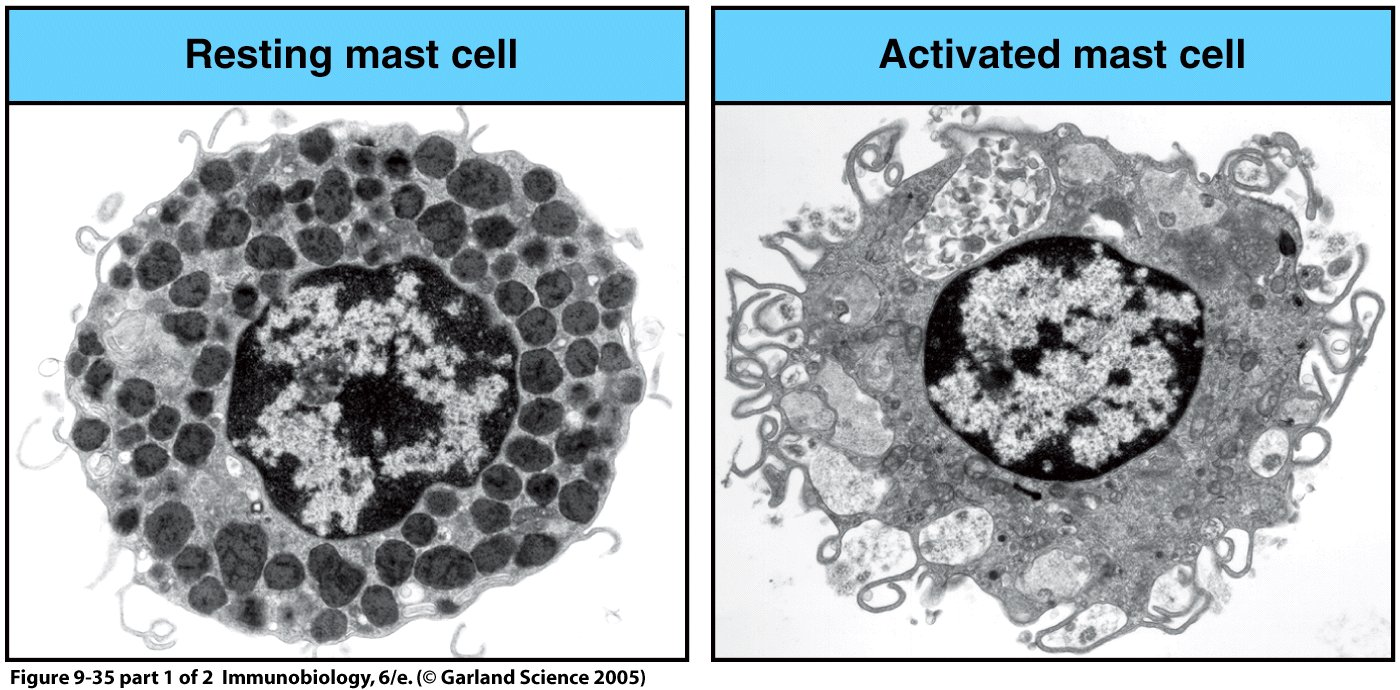 Resting mast cell
Activated mast cell
Figure 9-35 part 1 of 2 Immunobiology, 6/e. (© Garland Science 2005)